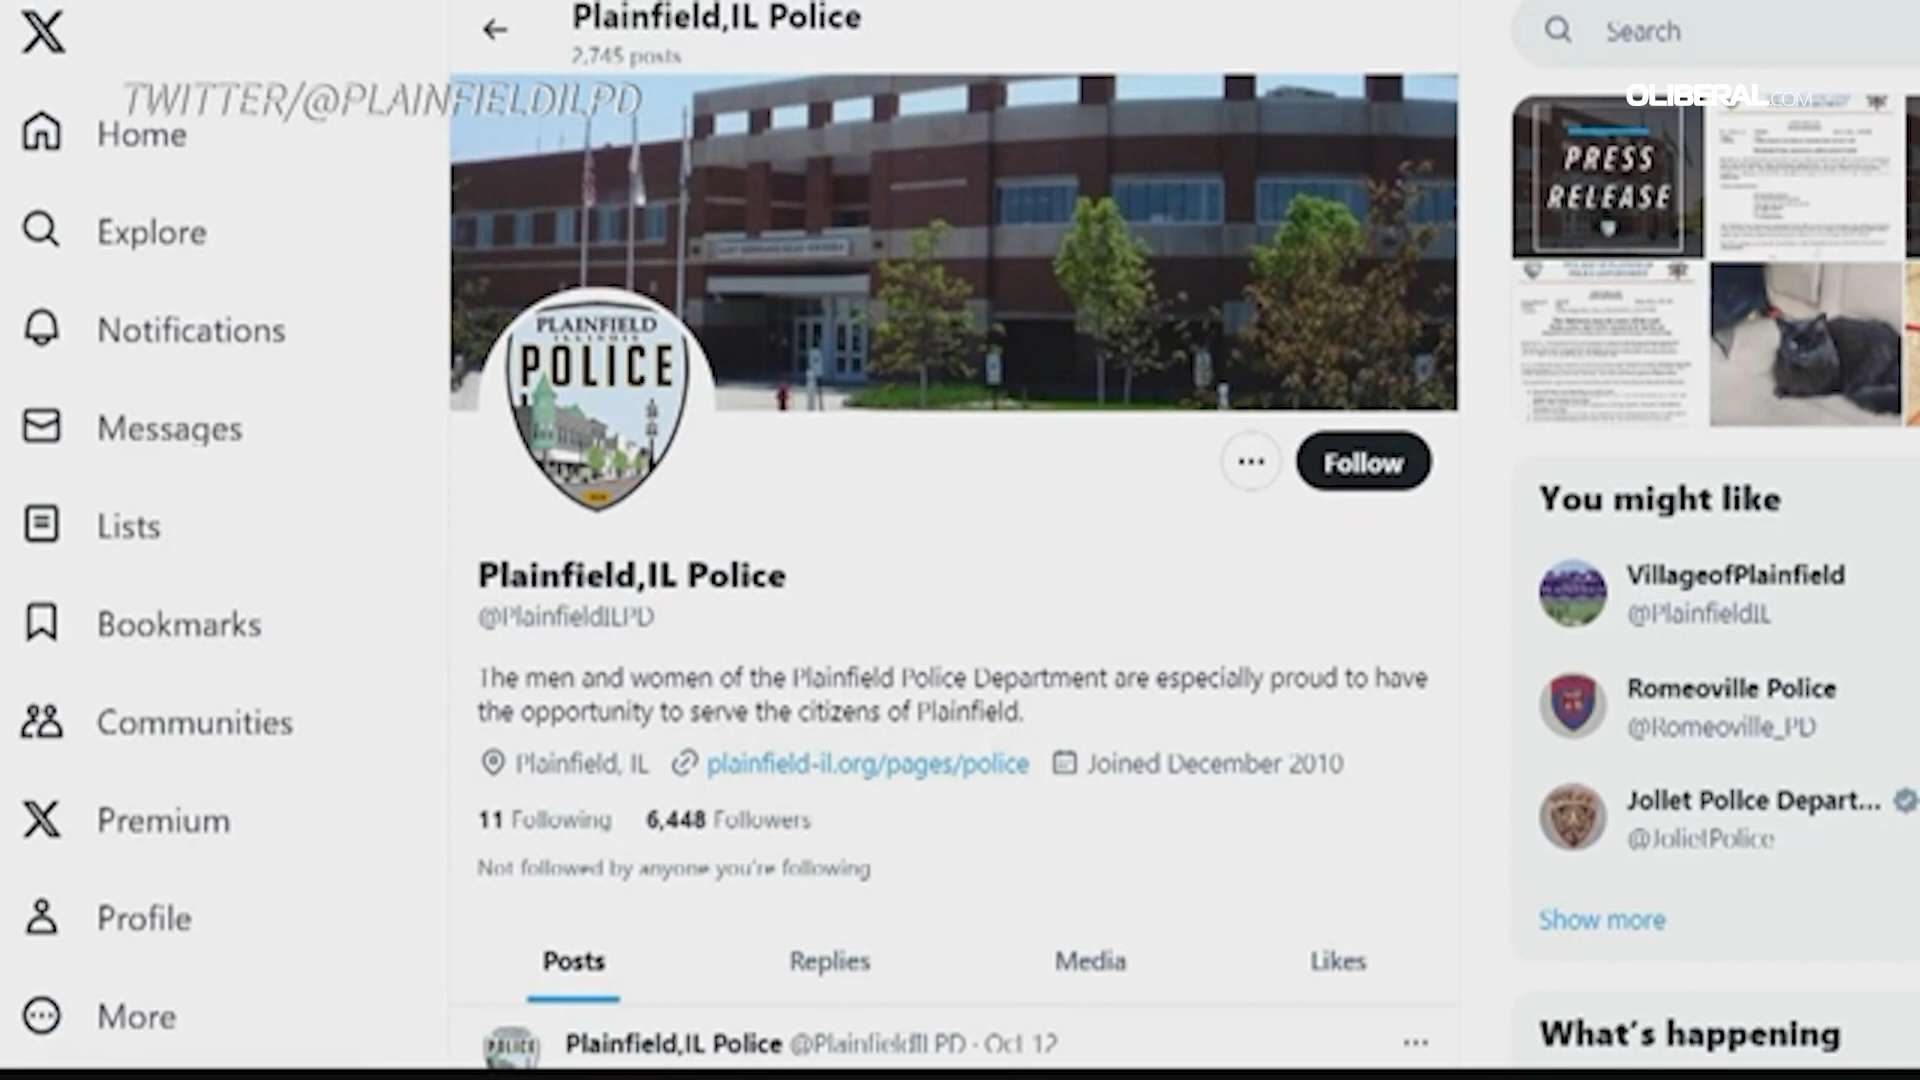 Plainfield,IL Police
2,745 posts
Search
TWITTER/@PLAINFIELDILPD
OLIBERAL.COM
Home
Explore
Notifications
Messages
Lists
Bookmarks
Communities
Premium
Profile
More
PLAINFIELD
ILLINOIS
POLICE
PRESS
RELEASE
Follow
Plainfield,IL Police
@PlainfieldILPD
The men and women of the Plainfield Police Department are especially proud to have
the opportunity to serve the citizens of Plainfield.
Plainfield, IL plainfield-il.org/pages/police Joined December 2010
11 Following 6,448 Followers
Not followed by anyone you're following
Posts Replies Media Likes
POLICE
Plainfield,IL Police @PlainfieldILPD · Oct 12
You might like
VillageofPlainfield
@PlainfieldIL
Romeoville Police
@Romeoville_PD
Joliet Police Depart...
@JolietPolice
Show more
What's happening